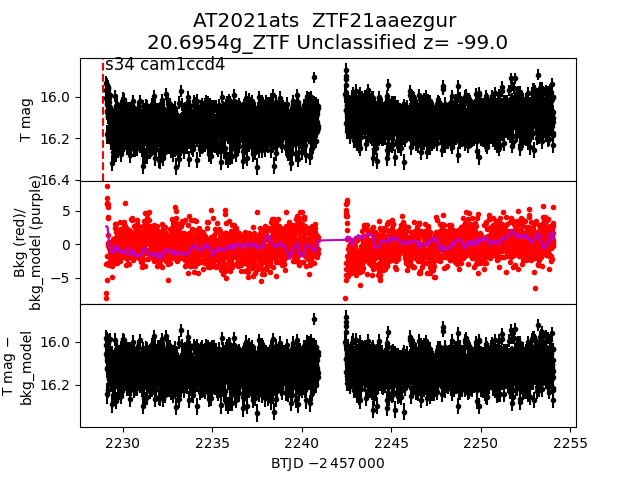 AT2021ats  ZTF21aaezgur
20.6954g_ZTF Unclassified z= -99.0
s34 cam1ccd4
T mag
16.0
16.2
16.4
Bkg (red)/
bkg_model (purple)
5
0
−5
T mag −
bkg_model
16.0
16.2
2230
2235
2240
2245
2250
2255
BTJD −2 457 000